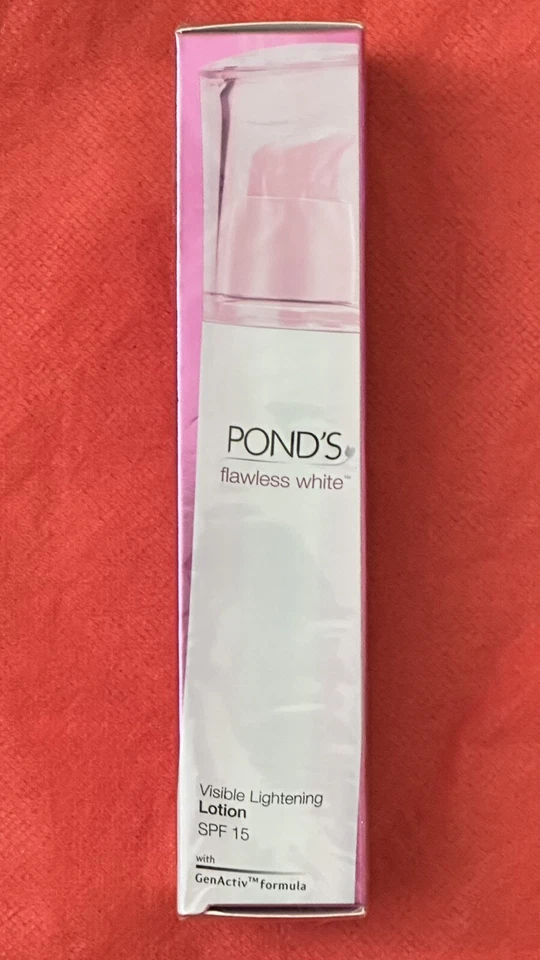 POND'S
flawless white™
Visible Lightening
Lotion
SPF 15
with
GenActiv™ formula